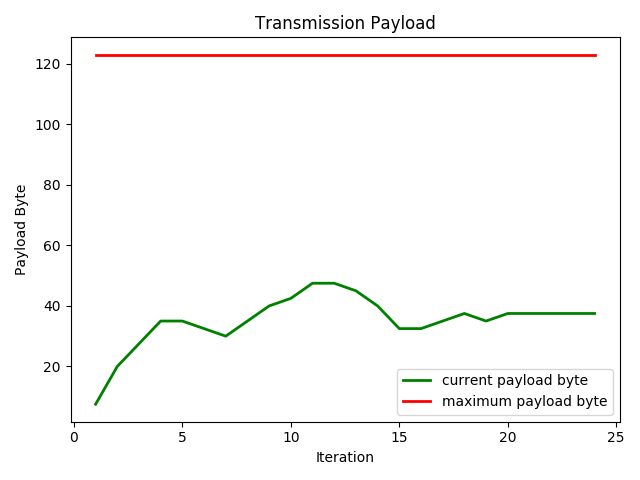 Transmission Payload
120
100
80
60
40
20
Payload Byte
current payload byte
maximum payload byte
0
5
10
15
20
25
Iteration